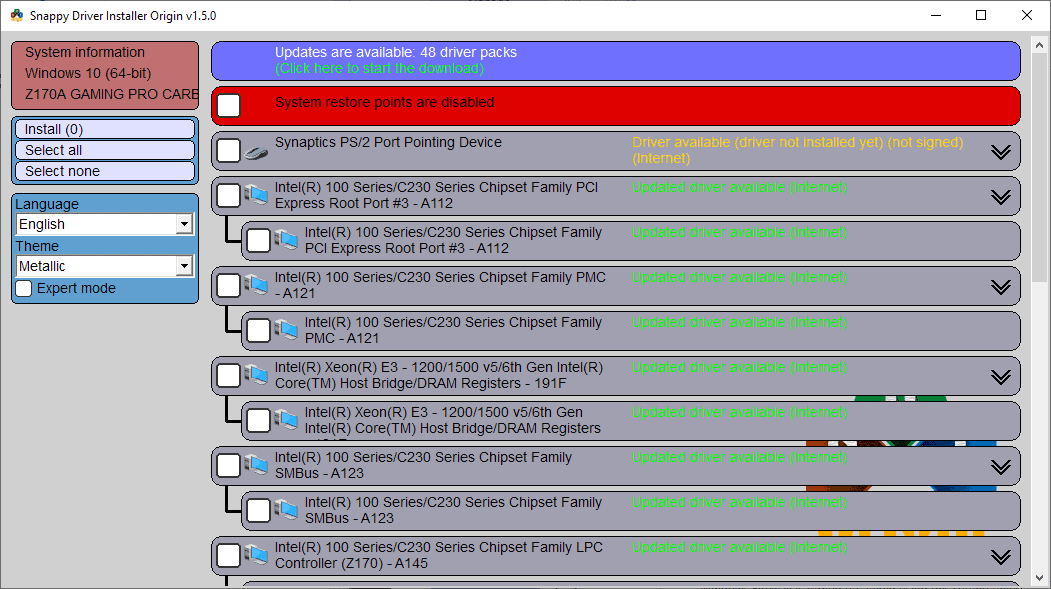 Snappy Driver Installer Origin v1.5.0
System information
Windows 10 (64-bit)
Z170A GAMING PRO CARB
Install (0)
Select all
Select none
Language
English
Theme
Metallic
Expert mode
Updates are available: 48 driver packs
(Click here to start the download)
System restore points are disabled
Synaptics PS/2 Port Pointing Device
Driver available (driver not installed yet) (not signed)
(Internet)
Intel(R) 100 Series/C230 Series Chipset Family PCI
Express Root Port #3 - A112
Updated driver available (Internet)
Intel(R) 100 Series/C230 Series Chipset Family
PCI Express Root Port #3 - A112
Updated driver available (Internet)
Intel(R) 100 Series/C230 Series Chipset Family PMC
- A121
Updated driver available (Internet)
Intel(R) 100 Series/C230 Series Chipset Family
PMC - A121
Updated driver available (Internet)
Intel(R) Xeon(R) E3 - 1200/1500 v5/6th Gen Intel(R)
Core(TM) Host Bridge/DRAM Registers - 191F
Updated driver available (Internet)
Intel(R) Xeon(R) E3 - 1200/1500 v5/6th Gen
Intel(R) Core(TM) Host Bridge/DRAM Registers
Updated driver available (Internet)
Intel(R) 100 Series/C230 Series Chipset Family
SMBus - A123
Updated driver available (Internet)
Intel(R) 100 Series/C230 Series Chipset Family
SMBus - A123
Updated driver available (Internet)
Intel(R) 100 Series/C230 Series Chipset Family LPC
Controller (Z170) - A145
Updated driver available (Internet)